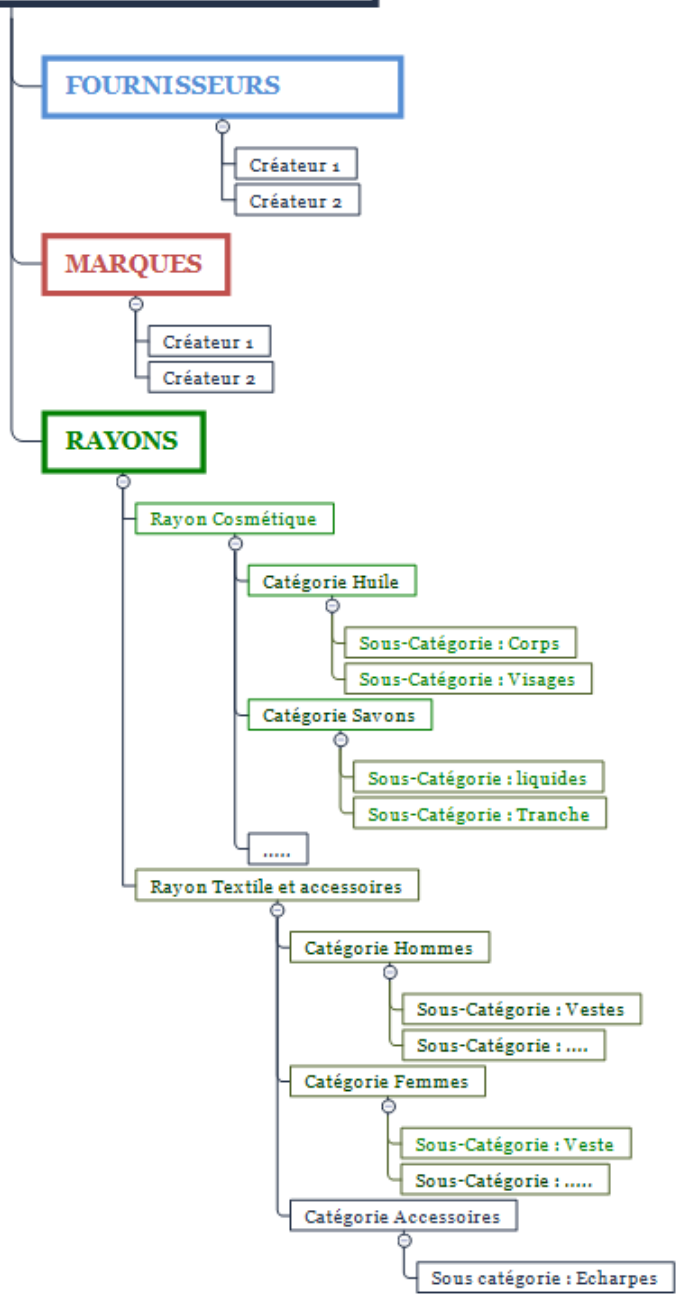 FOURNISSEURS
Créateur 1
Créateur 2
MARQUES
Créateur 1
Créateur 2
RAYONS
Rayon Cosmétique
Catégorie Huile
Sous-Catégorie : Corps
Sous-Catégorie : Visages
Catégorie Savons
Sous-Catégorie : liquides
Sous-Catégorie : Tranche
.....
Rayon Textile et accessoires
Catégorie Hommes
Sous-Catégorie : Vestes
Sous-Catégorie : ....
Catégorie Femmes
Sous-Catégorie : Veste
Sous-Catégorie : .....
Catégorie Accessoires
Sous catégorie : Echarpes